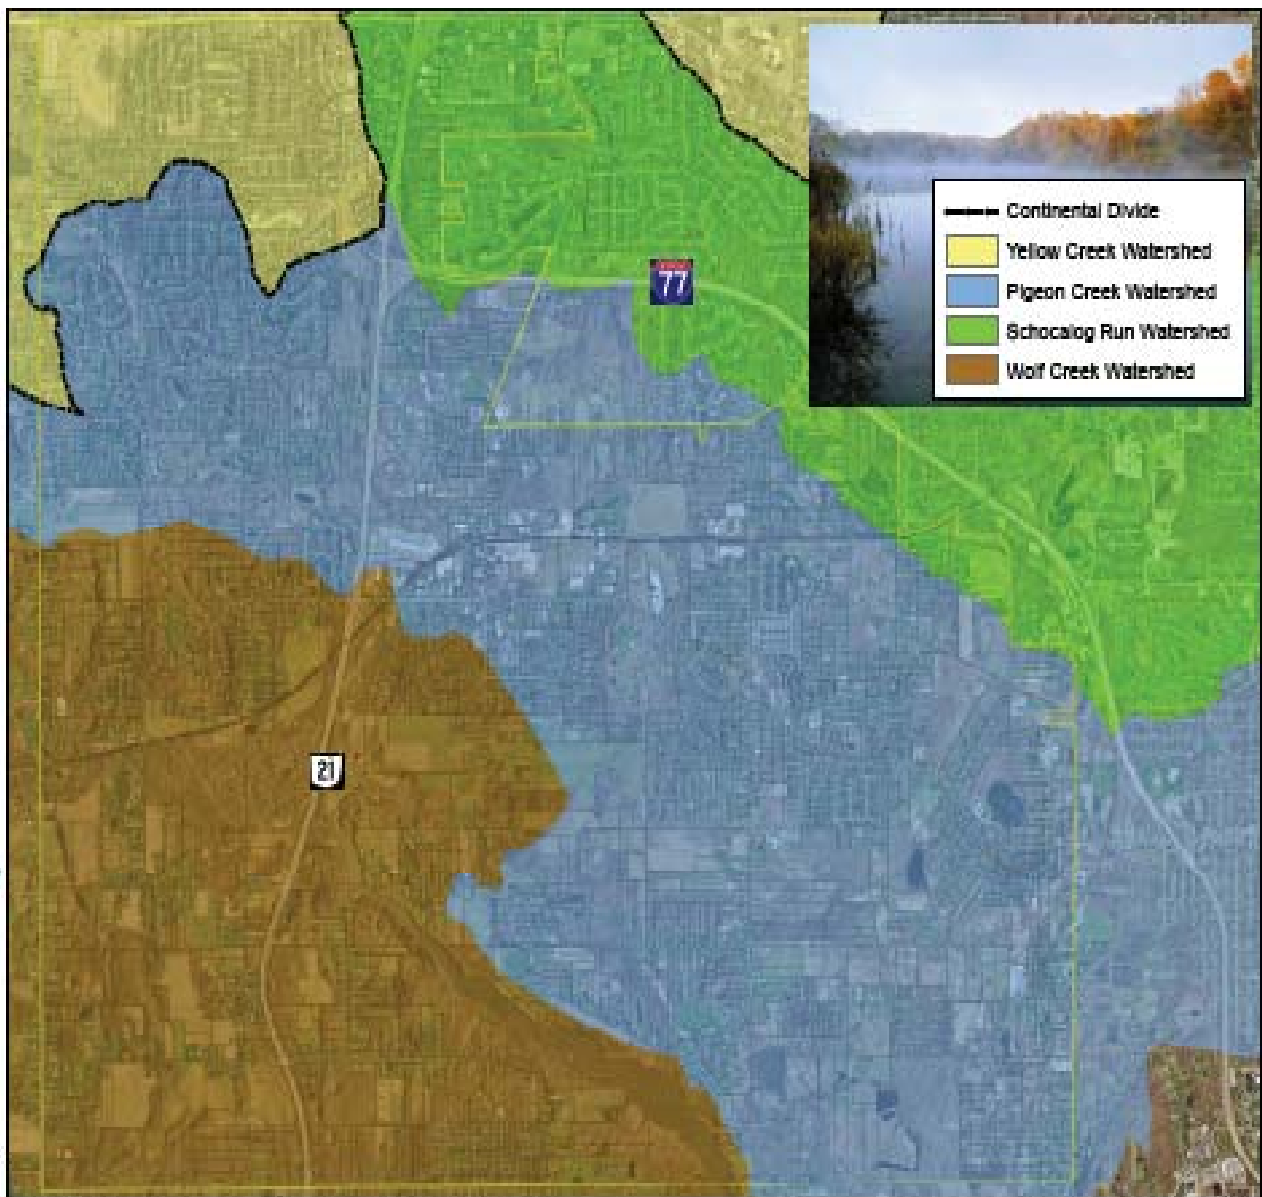 Continental Divide
Yellow Creek Watershed
Pigeon Creek Watershed
Schocalog Run Watershed
Wolf Creek Watershed
77
21